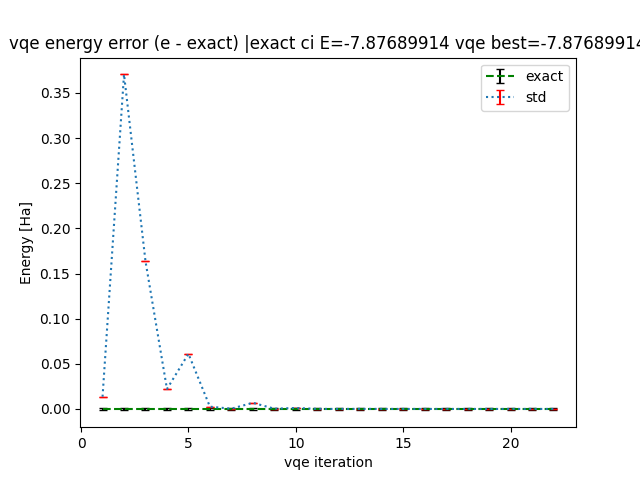 vqe energy error (e - exact) |exact ci E=-7.87689914 vqe best=-7.87689914
exact
std
0.35
0.30
0.25
0.20
0.15
0.10
0.05
0.00
Energy [Ha]
0 5 10 15 20
vqe iteration